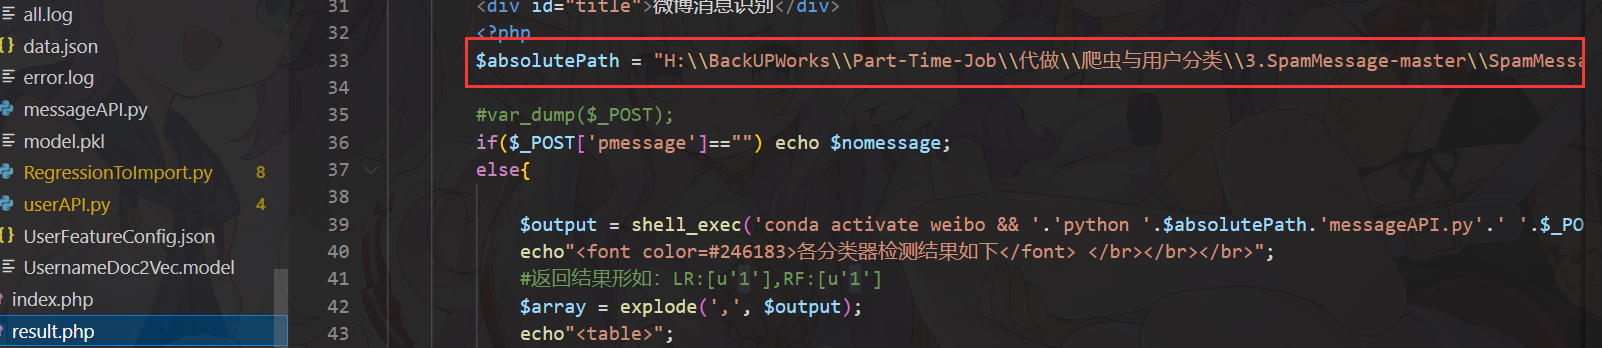 all.log
data.json
error.log
messageAPI.py
model.pkl
RegressionToImport.py 8
userAPI.py 4
UserFeatureConfig.json
UsernameDoc2Vec.model
index.php
result.php
31 <div id="title">微博消息识别</div>
32 <?php
33 $absolutePath = "H:\\BackUPWorks\\Part-Time-Job\\代做\\爬虫与用户分类\\3.SpamMessage-master\\SpamMessa
34
35 #var_dump($_POST);
36 if($_POST['pmessage']=="") echo $nomessage;
37 else{
38
39 $output = shell_exec('conda activate weibo && '.'python '.$absolutePath.'messageAPI.py'.' '.$_PO
40 echo"<font color=#246183>各分类器检测结果如下</font> </br></br></br>";
41 #返回结果形如：LR:[u'1'],RF:[u'1']
42 $array = explode(',', $output);
43 echo"<table>";